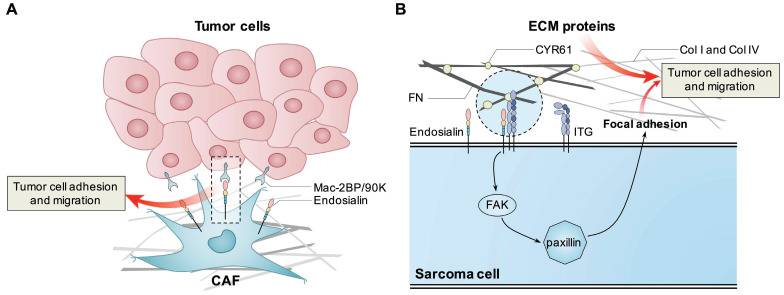 A
Tumor cells
Mac-2BP/90K
Endosialin
Tumor cell adhesion
and migration
CAF
B
ECM proteins
CYR61
Col I and Col IV
Tumor cell adhesion
and migration
FN
Focal adhesion
Endosialin
ITG
FAK
paxillin
Sarcoma cell